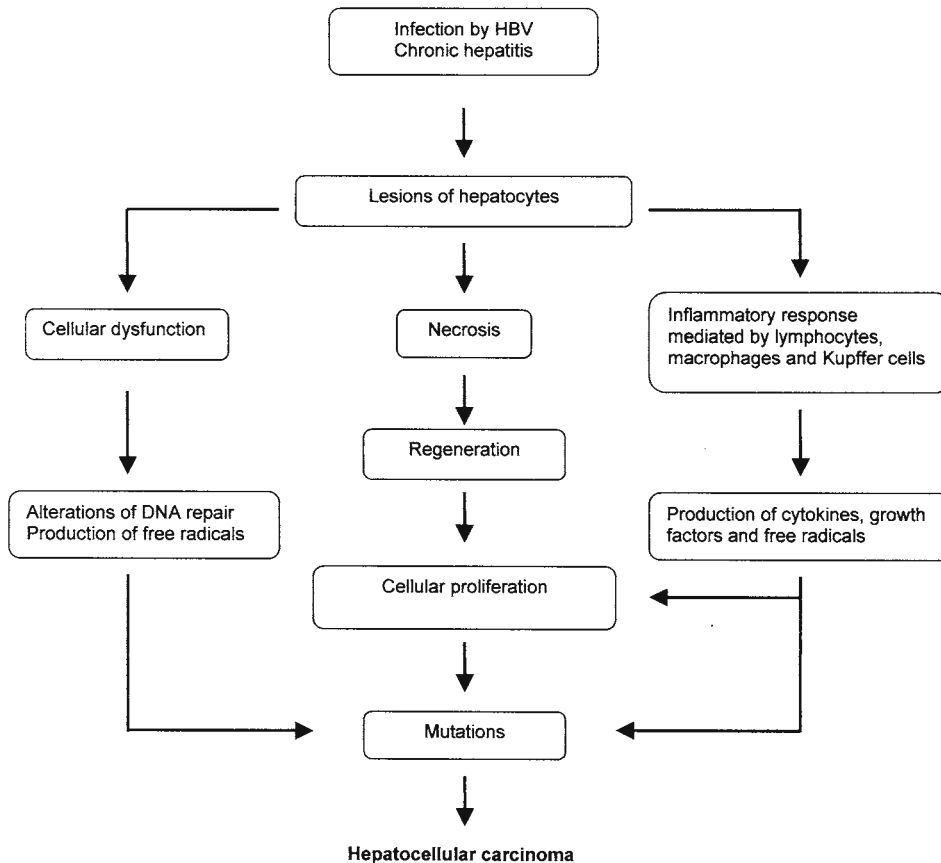 Infection by HBV
Chronic hepatitis
Lesions of hepatocytes
Cellular dysfunction
Necrosis
Inflammatory response
mediated by lymphocytes,
macrophages and Kupffer cells
Regeneration
Alterations of DNA repair
Production of free radicals
Production of cytokines, growth
factors and free radicals
Cellular proliferation
Mutations
Hepatocellular carcinoma